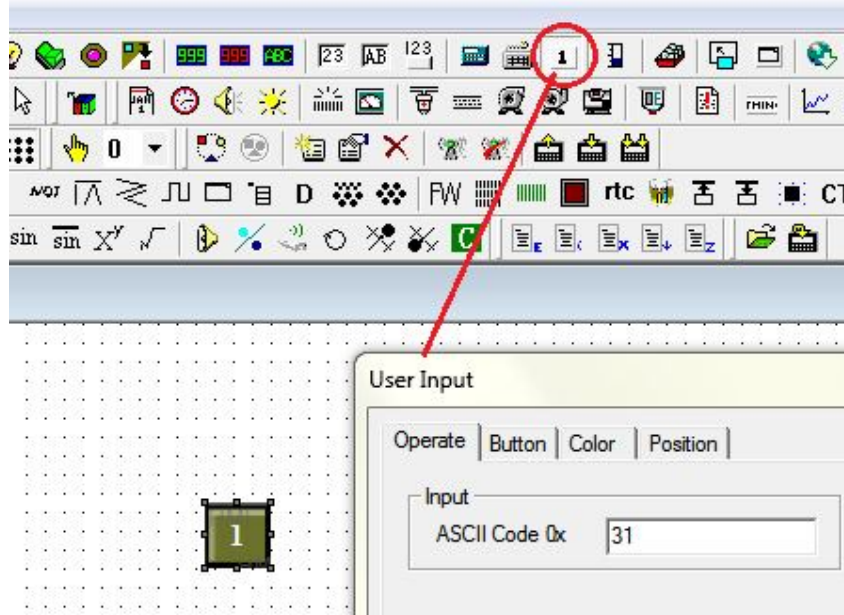 999 999 ABC 23 AB 123 1
0
D FW rtc CT
sin sin X^Y √ C E X Z
User Input
Operate Button Color Position
Input
1 ASCII Code 0x 31